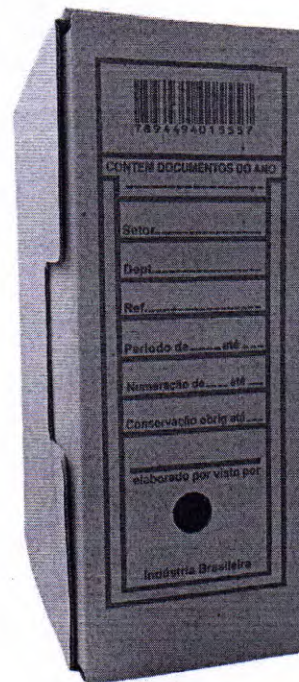 7894494015557
CONTEM DOCUMENTOS DO ANO
Setor
Dept.
Ref.
Período de ........ até ....
Numeração de ...... até ....
Conservação obrig até ....
elaborado por visto por
Indústria Brasileira